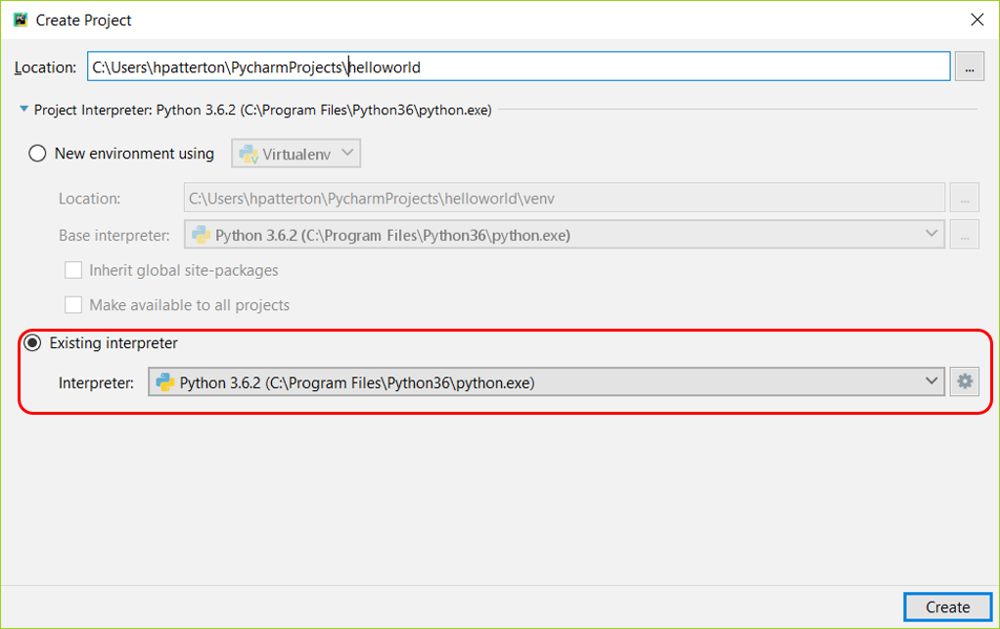 Create Project
Location: C:\Users\hpatterton\PycharmProjects\helloworld ...
Project Interpreter: Python 3.6.2 (C:\Program Files\Python36\python.exe)
New environment using Virtualenv
Location: C:\Users\hpatterton\PycharmProjects\helloworld\venv ...
Base interpreter: Python 3.6.2 (C:\Program Files\Python36\python.exe) ...
Inherit global site-packages
Make available to all projects
Existing interpreter
Interpreter: Python 3.6.2 (C:\Program Files\Python36\python.exe)
Create